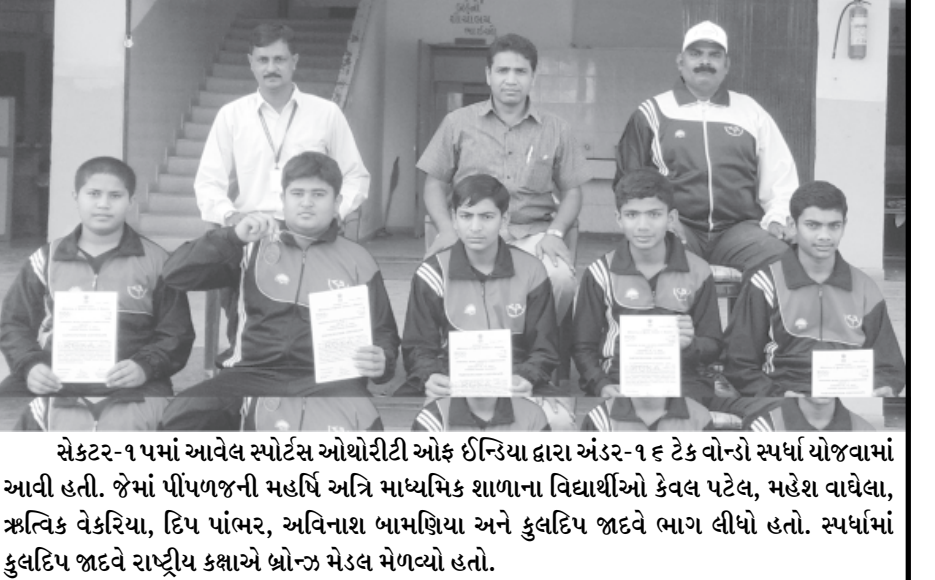 સેક્ટર-૧૫માં આવેલ સ્પોર્ટસ ઓથોરીટી ઓફ ઈન્ડિયા દ્વારા અંડર-૧૬ ટેક વોન્ડો સ્પર્ધા યોજવામાં
આવી હતી. જેમાં પીંપળજની મહર્ષિ અત્રિ માધ્યમિક શાળાના વિદ્યાર્થીઓ કેવલ પટેલ, મહેશ વાઘેલા,
ઋત્વિક વેકરિયા, દિપ પાંભર, અવિનાશ બામણિયા અને કુલદિપ જાદવે ભાગ લીધો હતો. સ્પર્ધામાં
કુલદિપ જાદવે રાષ્ટ્રીય કક્ષાએ બ્રોન્ઝ મેડલ મેળવ્યો હતો.